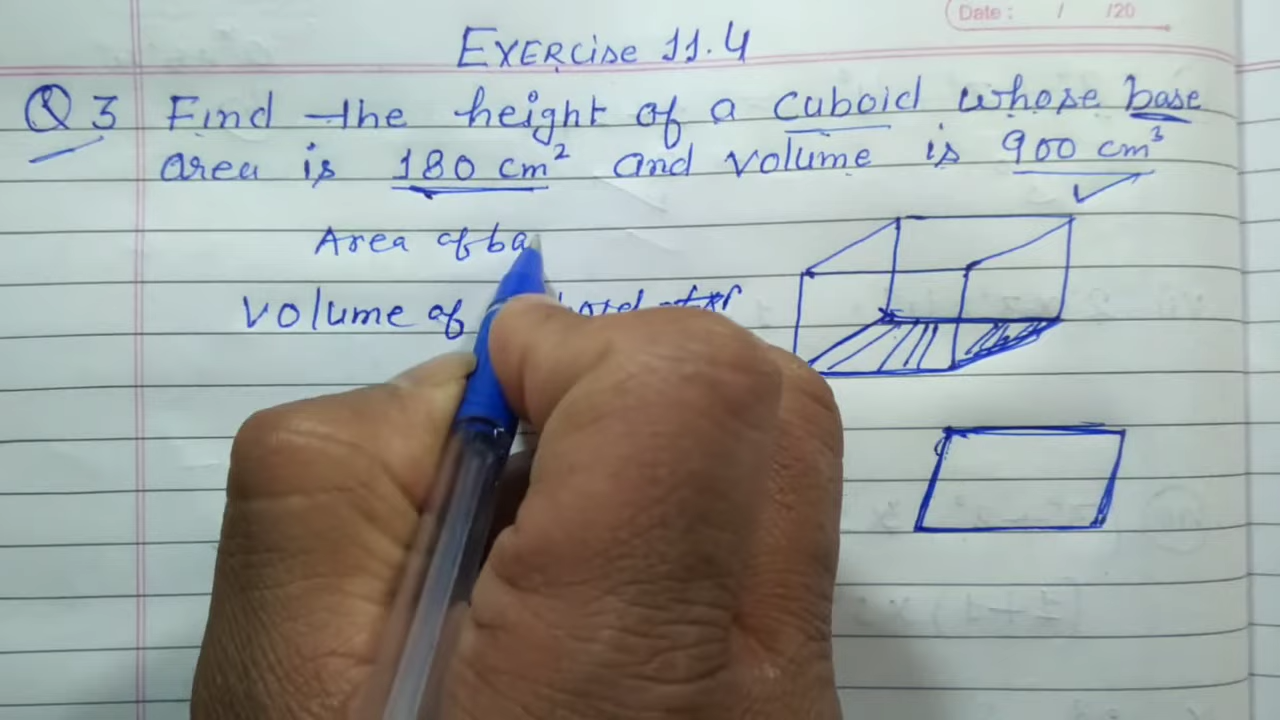 Date : / /20
Exercise 11.4
Q 3 Find the height of a cuboid whose base
area is 180 cm² and volume is 900 cm³
Area of ba
Volume of